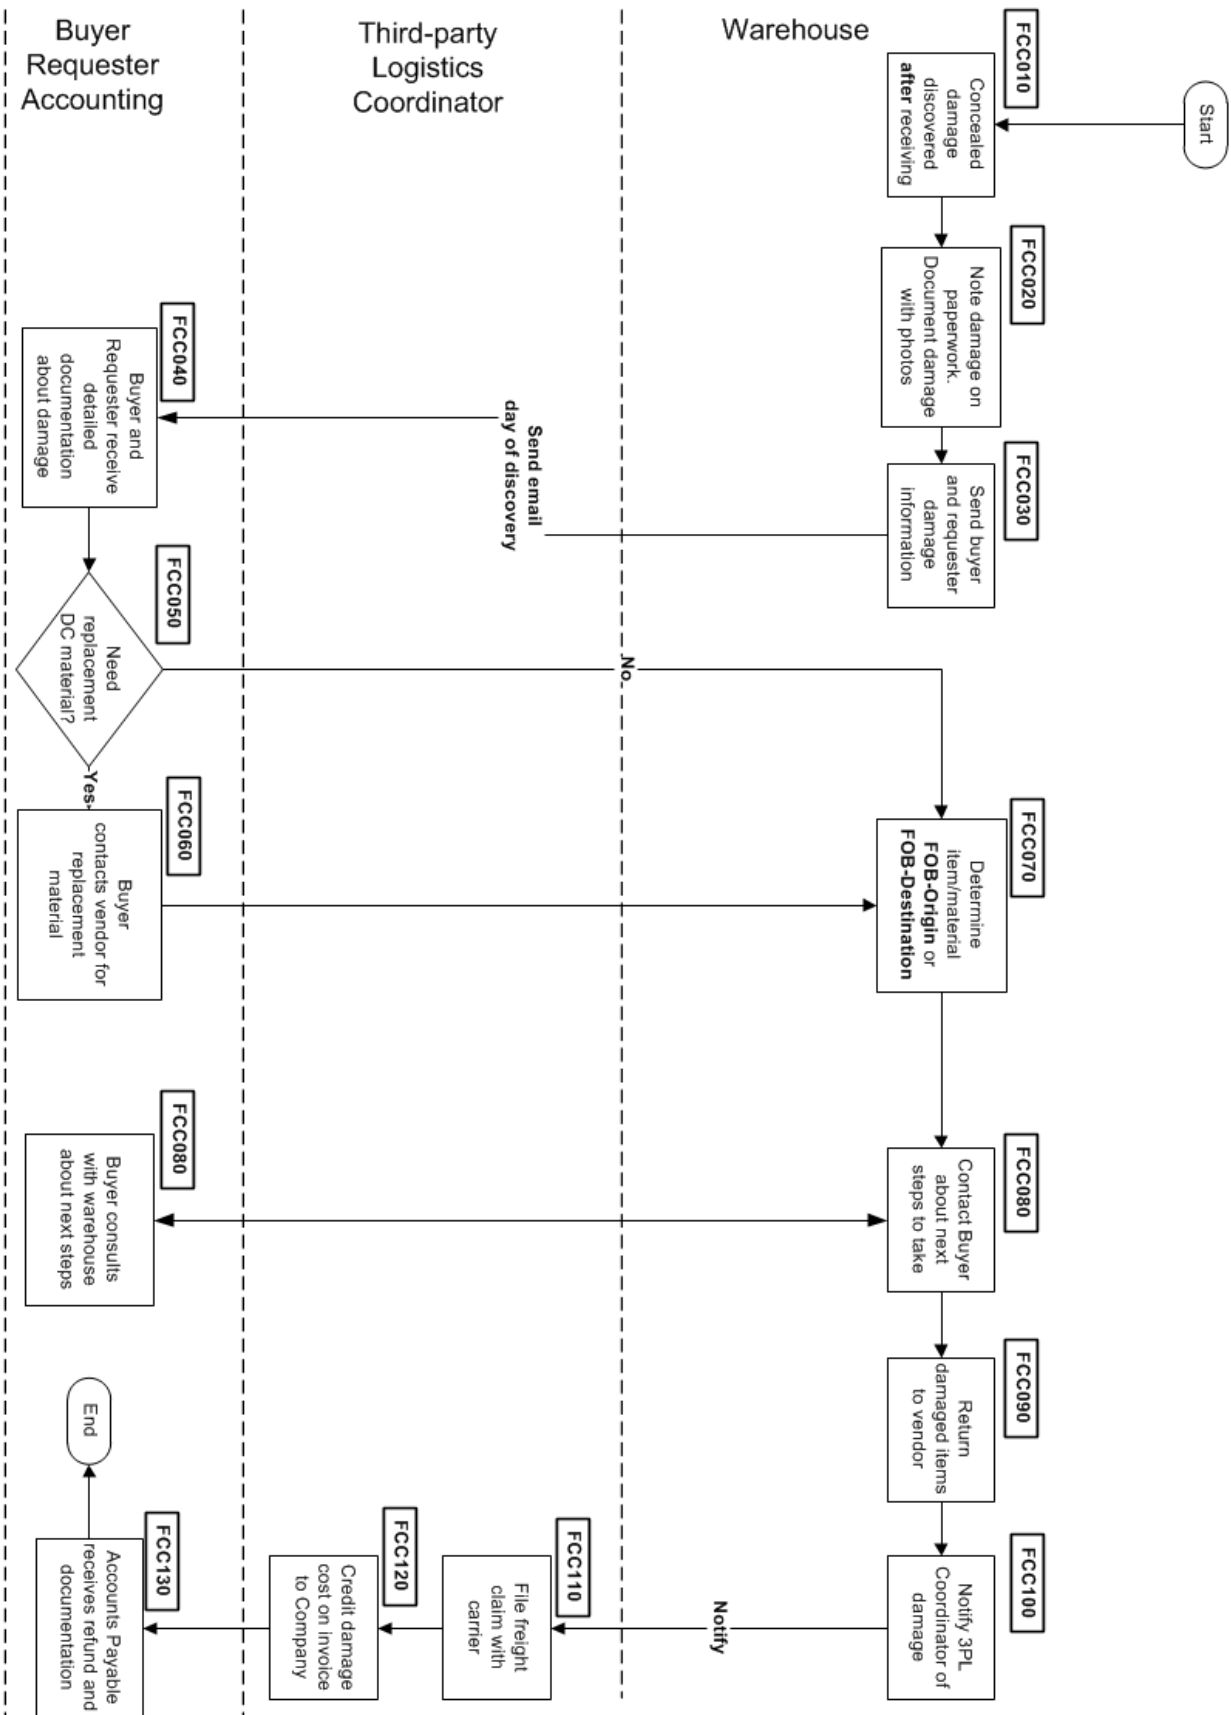 Buyer
Requester
Accounting
Third-party
Logistics
Coordinator
Warehouse
Start
FCC010
Concealed
damage
discovered
after receiving
FCC020
Note damage on
paperwork.
Document damage
with photos
FCC030
Send buyer
and requester
damage
information
Send email
day of discovery
FCC040
Buyer and
Requester receive
detailed
documentation
about damage
FCC050
Need
replacement
DC material?
No
Yes
FCC060
Buyer
contacts vendor for
replacement
material
FCC070
Determine
item/material
FOB-Origin or
FOB-Destination
FCC080
Contact Buyer
about next
steps to take
FCC080
Buyer consults
with warehouse
about next steps
FCC090
Return
damaged items
to vendor
FCC100
Notify 3PL
Coordinator of
damage
Notify
FCC110
File freight
claim with
carrier
FCC120
Credit damage
cost on invoice
to Company
FCC130
Accounts Payable
receives refund and
documentation
End